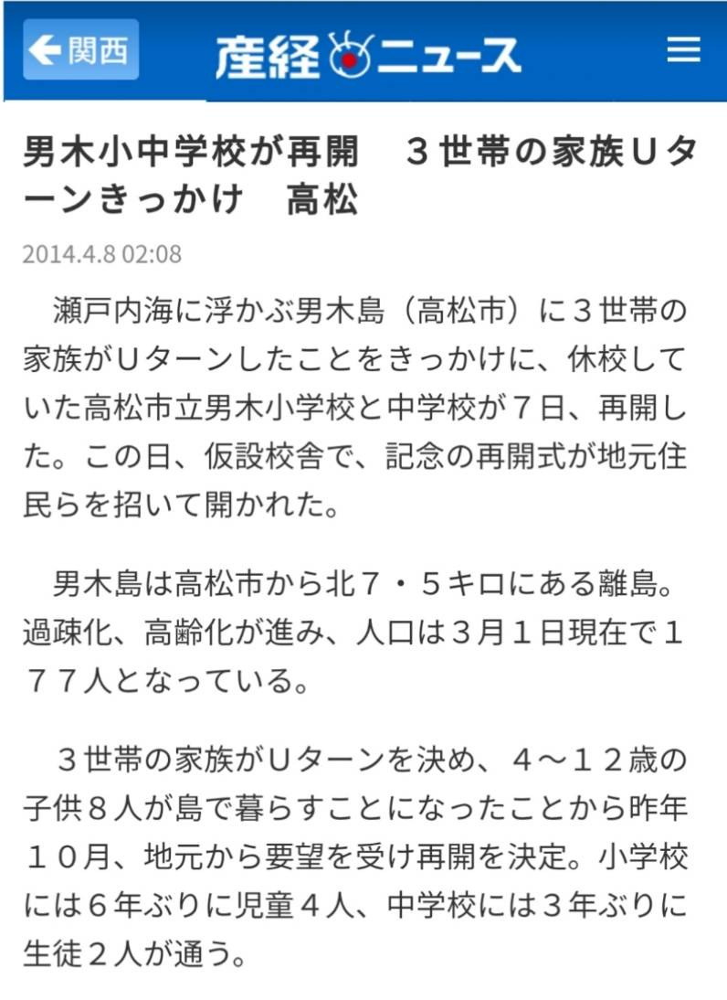 関西
産経ニュース
男木小中学校が再開　３世帯の家族Ｕタ
ーンきっかけ　高松
2014.4.8 02:08
　瀬戸内海に浮かぶ男木島（高松市）に３世帯の
家族がＵターンしたことをきっかけに、休校して
いた高松市立男木小学校と中学校が７日、再開し
た。この日、仮設校舎で、記念の再開式が地元住
民らを招いて開かれた。
　男木島は高松市から北７・５キロにある離島。
過疎化、高齢化が進み、人口は３月１日現在で１
７７人となっている。
　３世帯の家族がＵターンを決め、４～１２歳の
子供８人が島で暮らすことになったことから昨年
１０月、地元から要望を受け再開を決定。小学校
には６年ぶりに児童４人、中学校には３年ぶりに
生徒２人が通う。